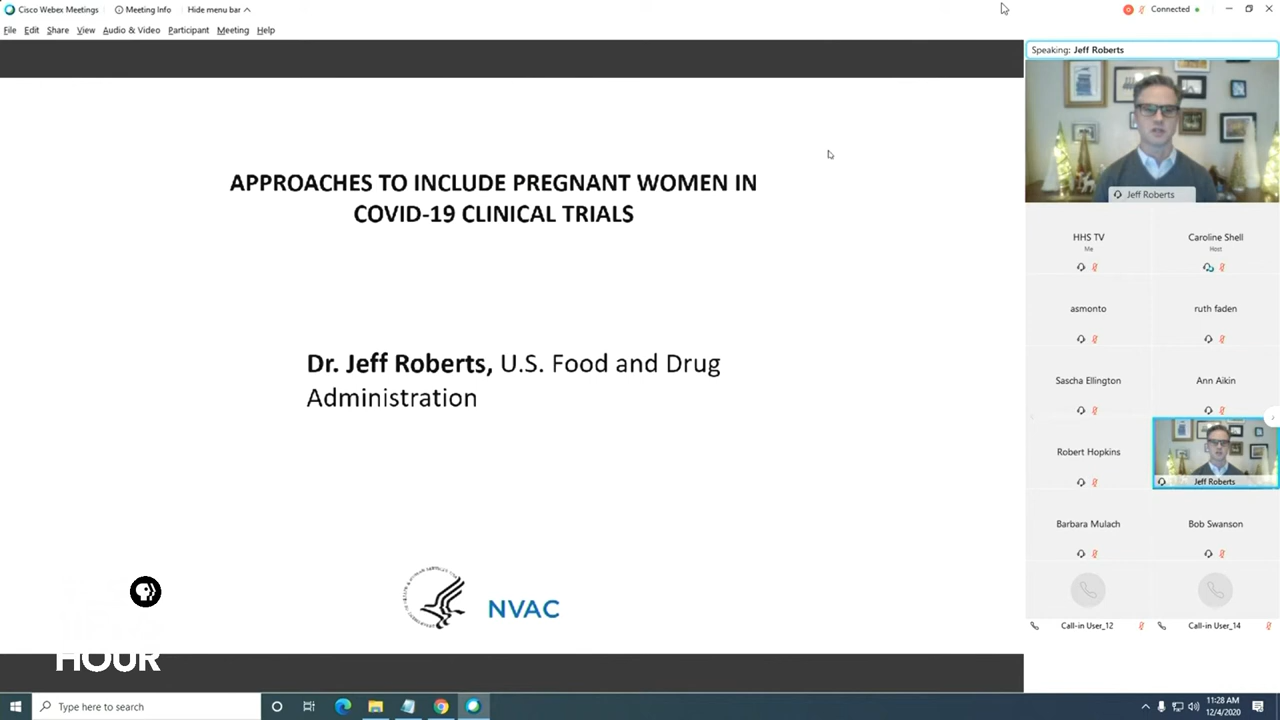 Cisco Webex Meetings
Meeting Info
Hide menu bar
Connected
File Edit Share View Audio & Video Participant Meeting Help
Speaking: Jeff Roberts
Jeff Roberts
APPROACHES TO INCLUDE PREGNANT WOMEN IN
COVID-19 CLINICAL TRIALS
Dr. Jeff Roberts, U.S. Food and Drug
Administration
NVAC
HOUR
HHS TV
Me
Caroline Shell
Host
asmonto
ruth faden
Sascha Ellington
Ann Aikin
Robert Hopkins
Jeff Roberts
Barbara Mulach
Bob Swanson
Call-in User_12
Call-in User_14
Type here to search
11:28 AM
12/4/2020